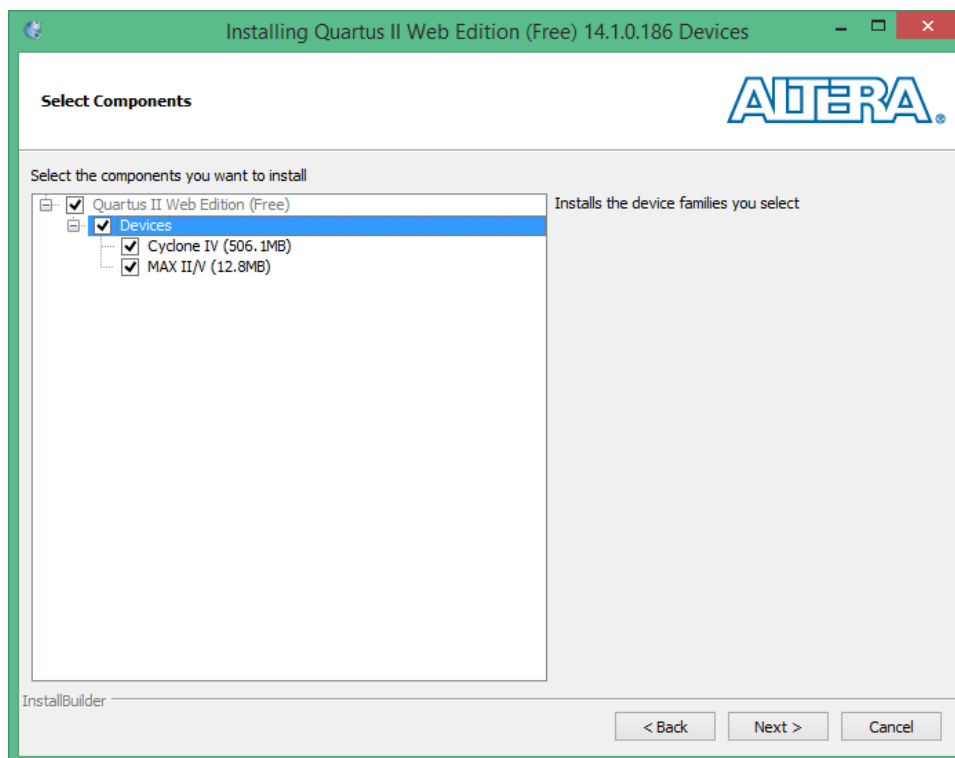 Installing Quartus II Web Edition (Free) 14.1.0.186 Devices
Select Components
ALTERA®
Select the components you want to install
Quartus II Web Edition (Free)
Installs the device families you select
Devices
Cyclone IV (506.1MB)
MAX II/V (12.8MB)
InstallBuilder
< Back
Next >
Cancel